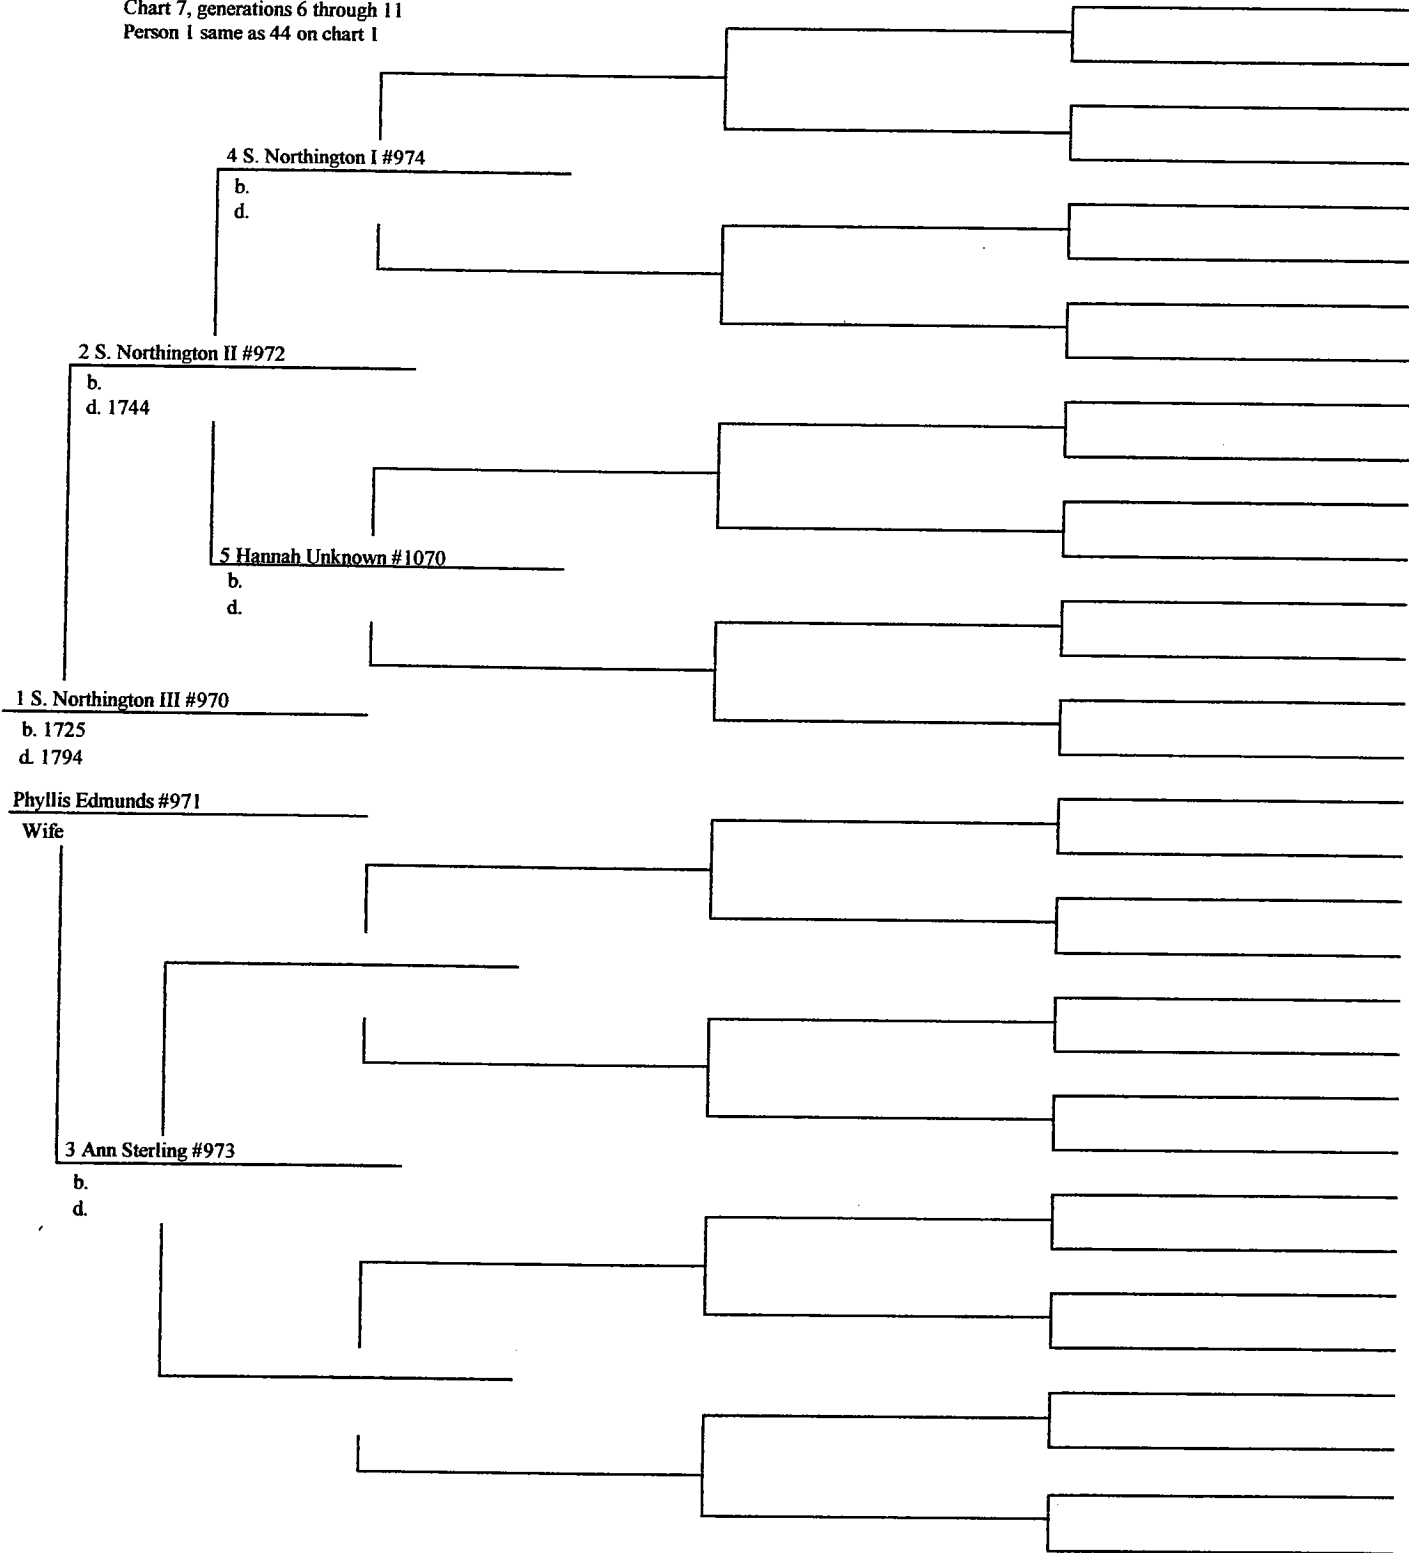 Chart 7, generations 6 through 11
Person 1 same as 44 on chart 1
4 S. Northington I #974
b.
d.
2 S. Northington II #972
b.
d. 1744
5 Hannah Unknown #1070
b.
d.
1 S. Northington III #970
b. 1725
d. 1794
Phyllis Edmunds #971
Wife
3 Ann Sterling #973
b.
d.